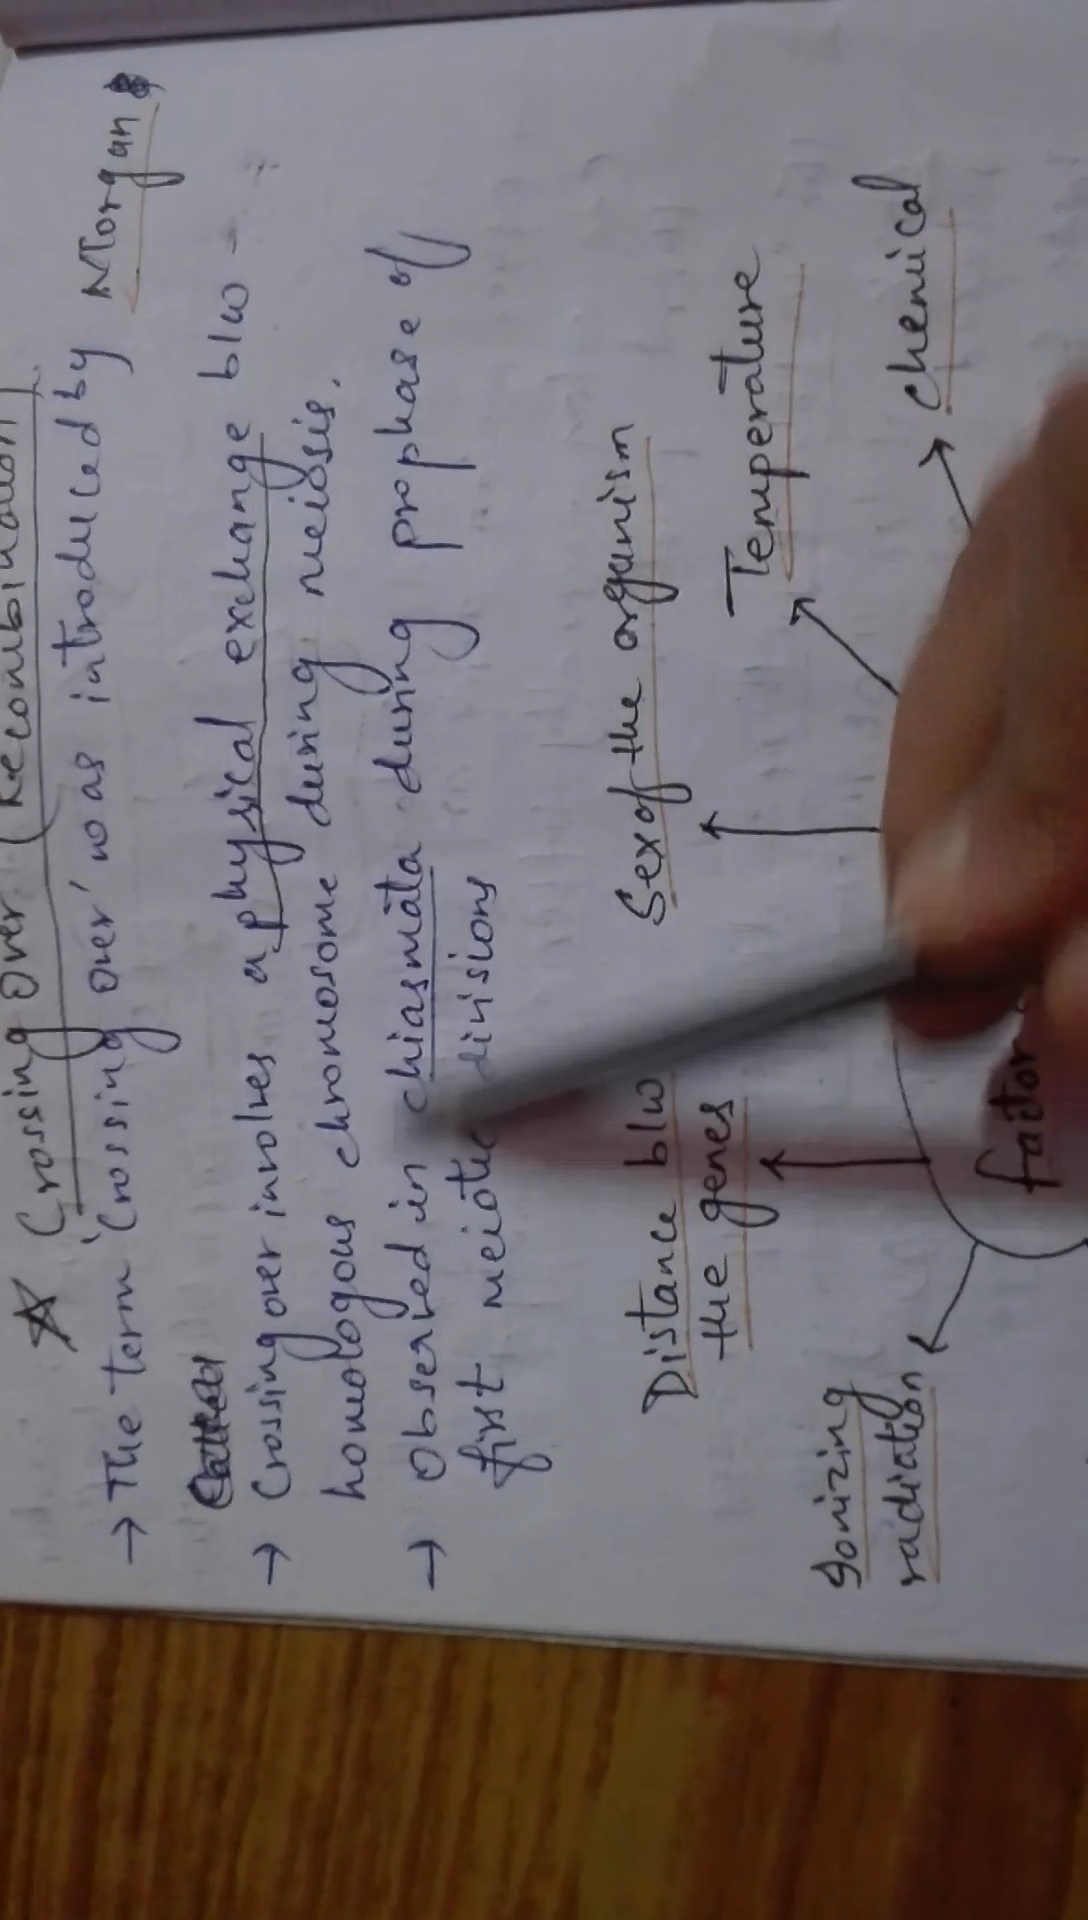 ☆ Crossing Over (Recombination)
→ The term 'Crossing over' was introduced by Morgan
→ Crossing over involves a physical exchange b/w
homologous chromosome during meiosis.
→ Observed in chiasmata during prophase of
first meiotic divisions
Distance b/w
the genes
Sex of the organism
Temperature
chemical
Ionizing
radiation
factor